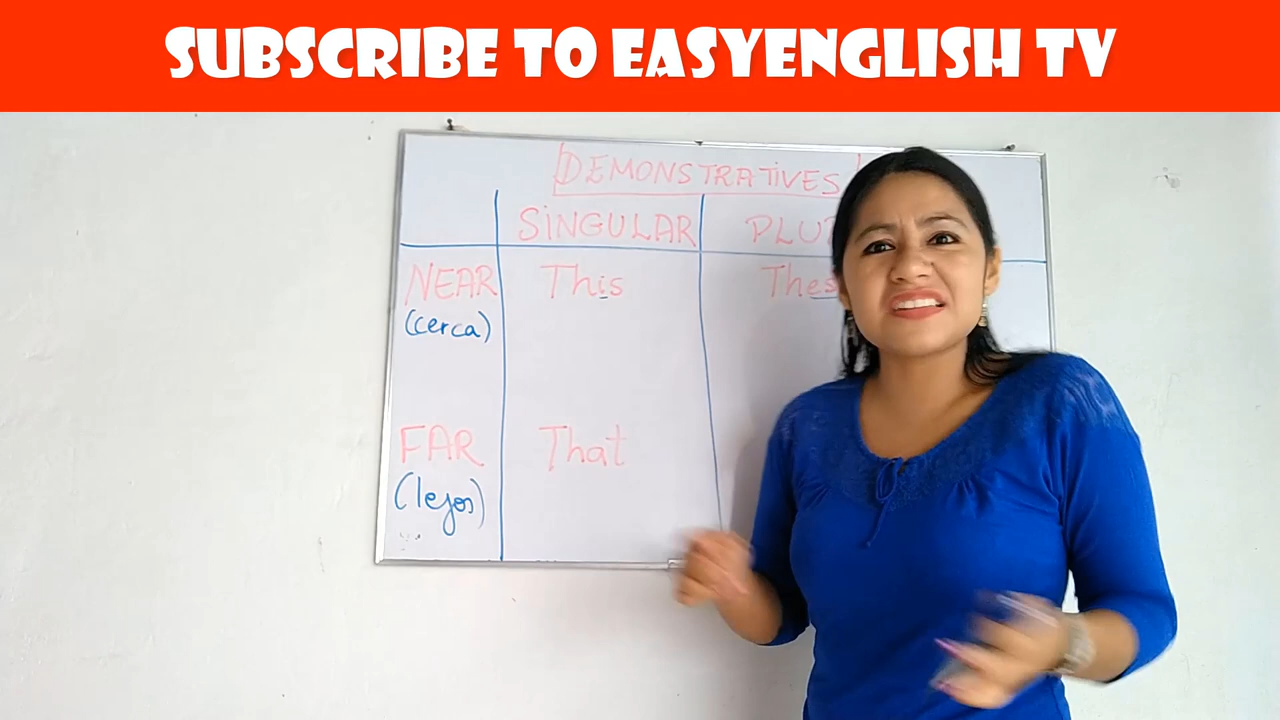 SUBSCRIBE TO EASYENGLISH TV
DEMONSTRATIVES
SINGULAR
NEAR This
(cerca)
FAR That
(lejos)